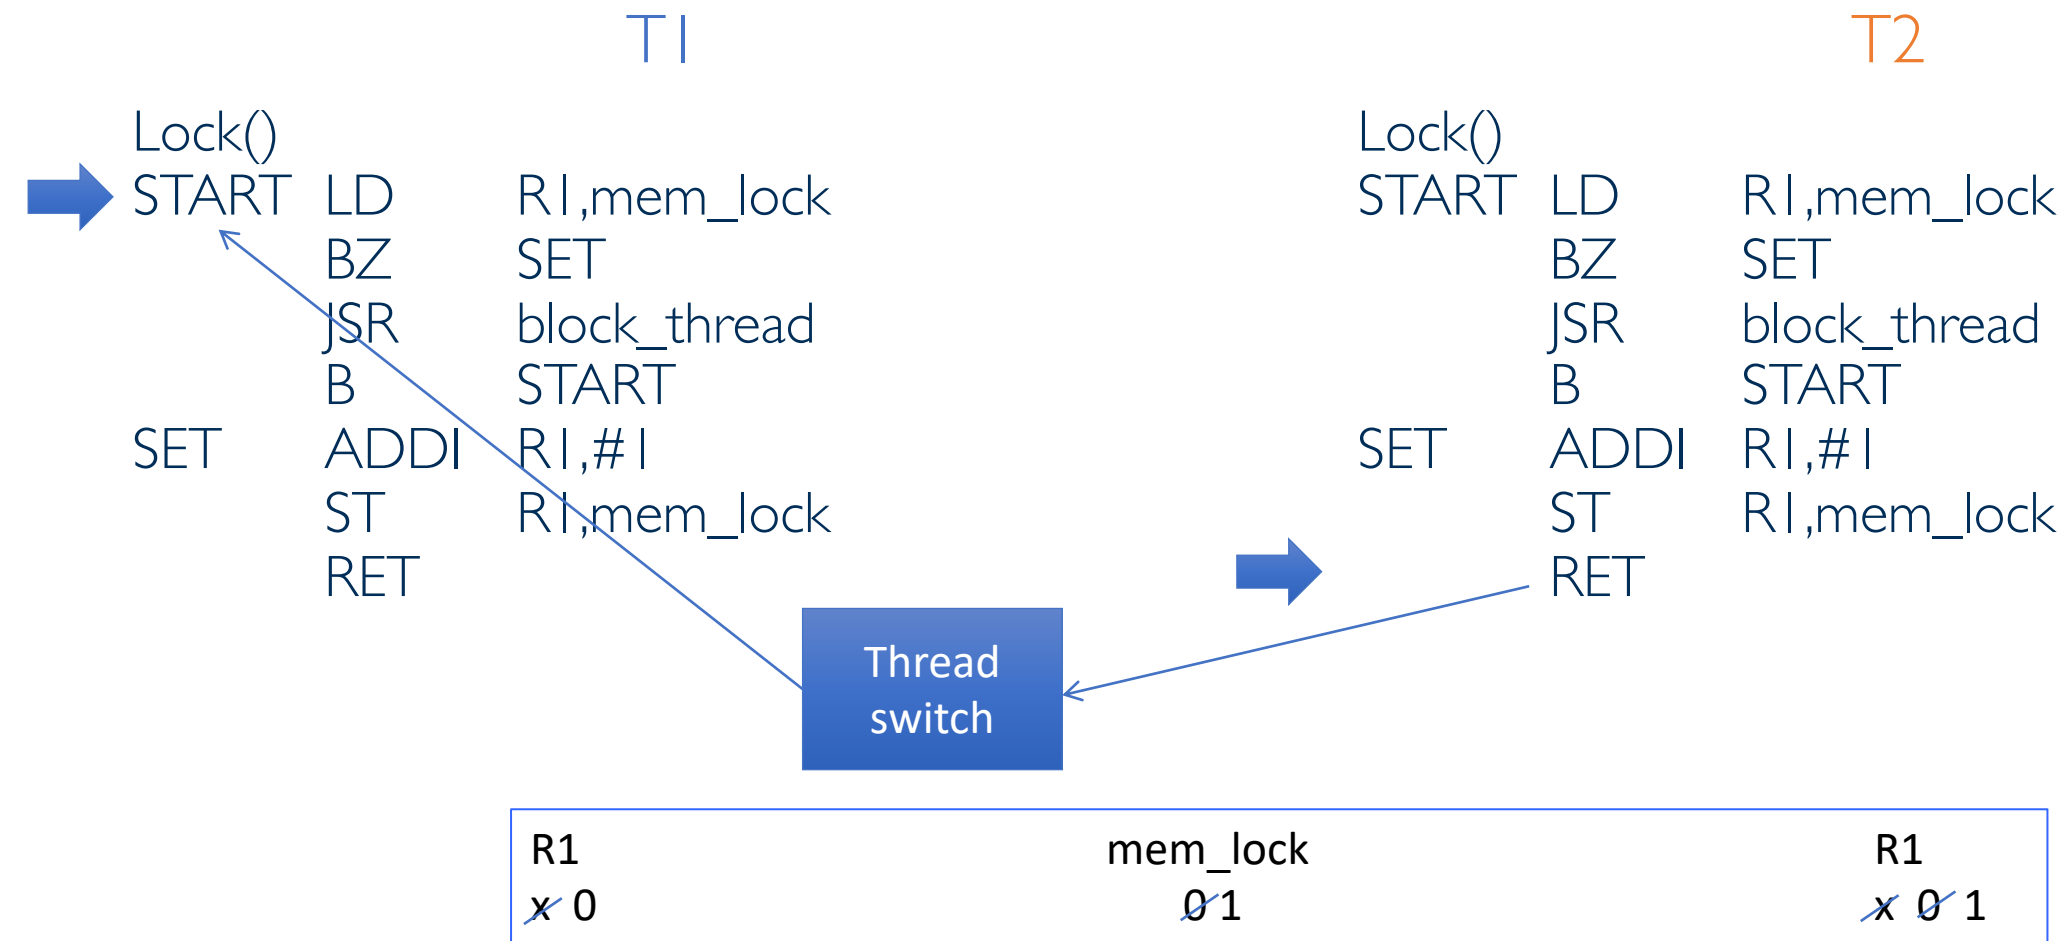 T1 T2
Lock() Lock()
START LD R1,mem_lock START LD R1,mem_lock
BZ SET BZ SET
JSR block_thread JSR block_thread
B START B START
SET ADDI R1,#1 SET ADDI R1,#1
ST R1,mem_lock ST R1,mem_lock
RET RET
Thread
switch
R1 mem_lock R1
x 0 0 1 x 0 1